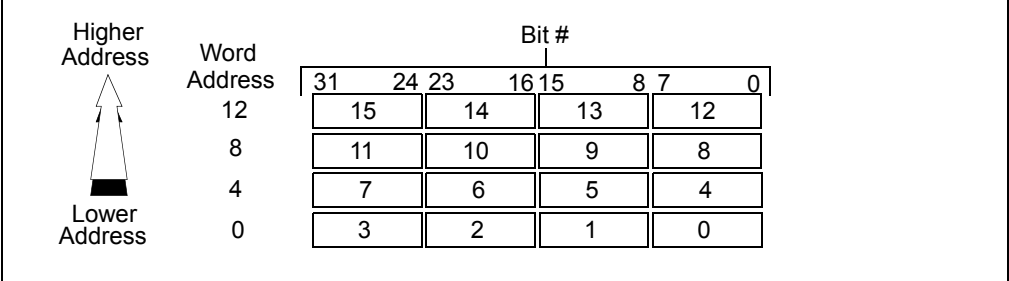 Higher
Address
Word
Address
Bit #
31 24 23 16 15 8 7 0
12 15 14 13 12
8 11 10 9 8
4 7 6 5 4
0 3 2 1 0
Lower
Address